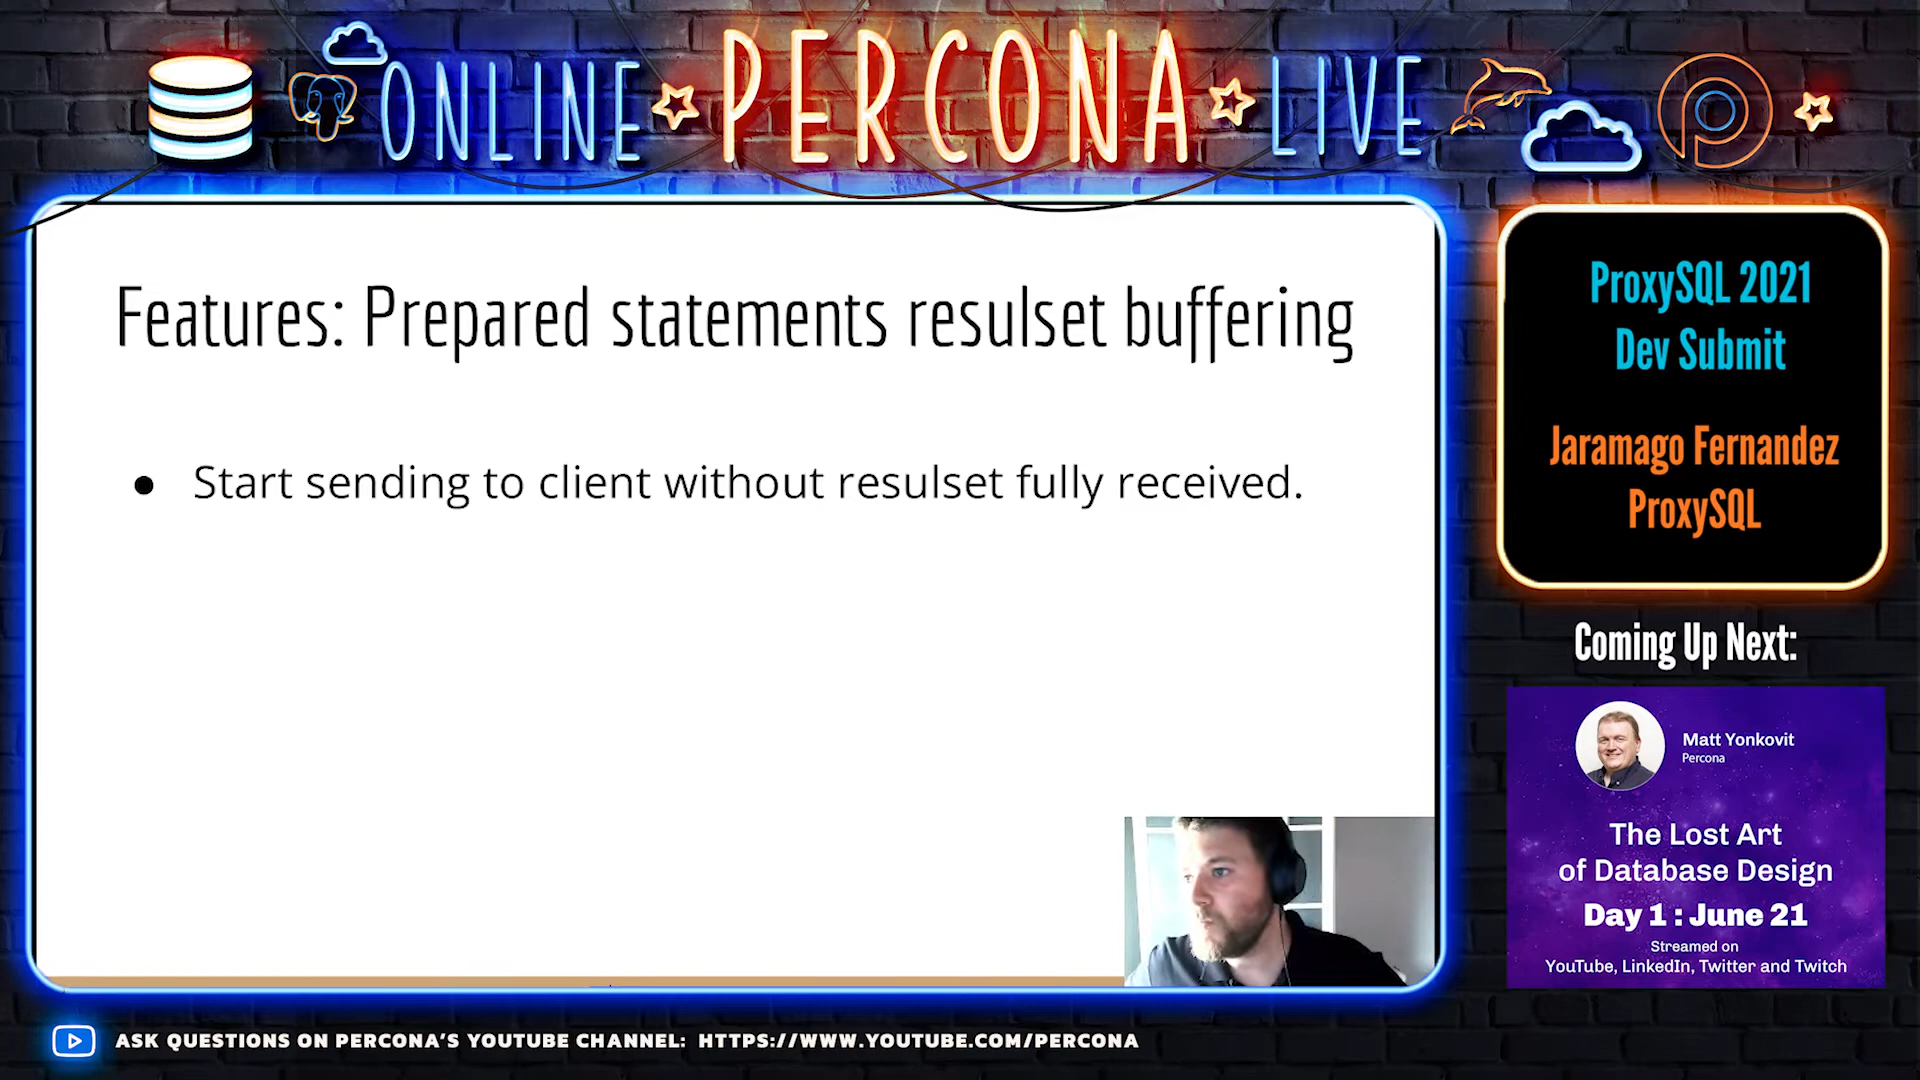 ONLINE PERCONA LIVE
Features: Prepared statements resulset buffering
● Start sending to client without resulset fully received.
ProxySQL 2021
Dev Submit
Jaramago Fernandez
ProxySQL
Coming Up Next:
Matt Yonkovit
Percona
The Lost Art
of Database Design
Day 1 : June 21
Streamed on
YouTube, LinkedIn, Twitter and Twitch
ASK QUESTIONS ON PERCONA'S YOUTUBE CHANNEL: HTTPS://WWW.YOUTUBE.COM/PERCONA